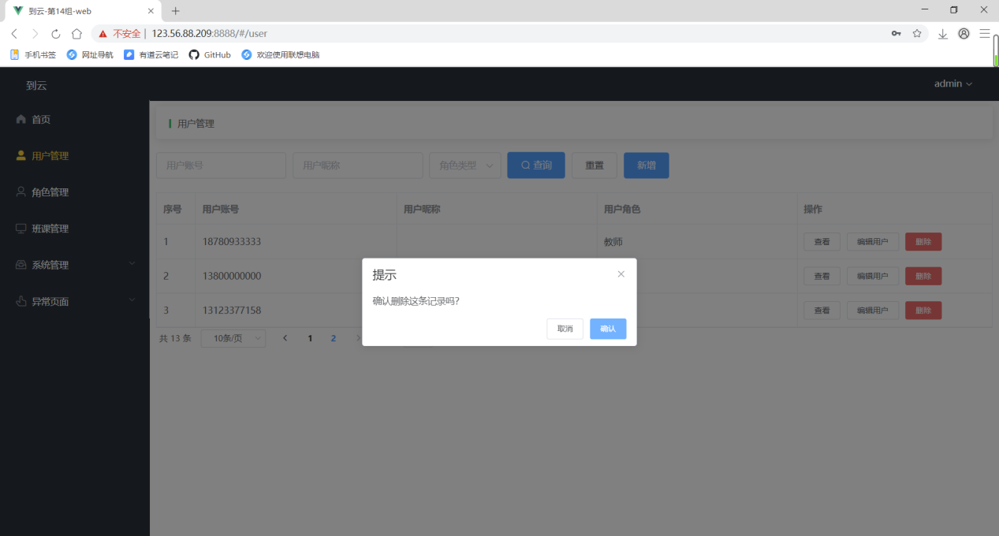 到云-第14组-web
不安全 | 123.56.88.209:8888/#/user
手机书签 网址导航 有道云笔记 GitHub 欢迎使用联想电脑
到云 admin
首页
用户管理
角色管理
班课管理
系统管理
异常页面
用户管理
用户账号 用户昵称 角色类型 查询 重置 新增
序号 用户账号 用户昵称 用户角色 操作
1 18780933333 教师 查看 编辑用户 删除
2 13800000000 查看 编辑用户 删除
3 13123377158 查看 编辑用户 删除
共 13 条 10条/页 1 2
提示
确认删除这条记录吗?
取消 确认